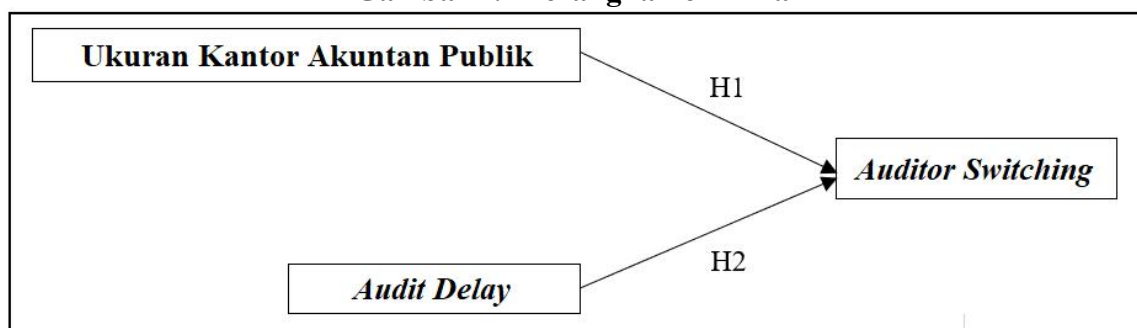 Ukuran Kantor Akuntan Publik
H1
Auditor Switching
H2
Audit Delay